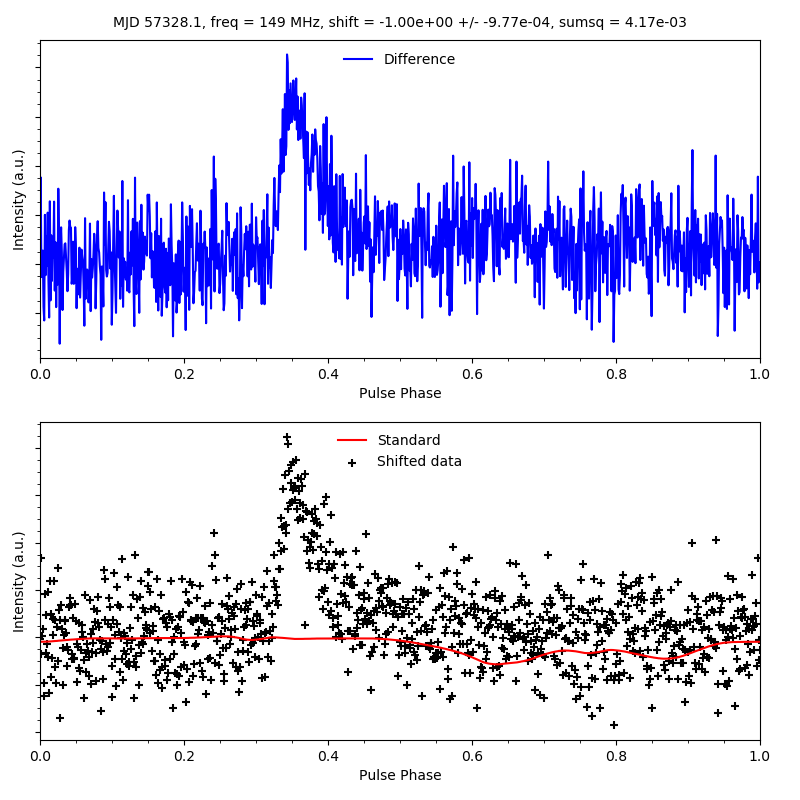 MJD 57328.1, freq = 149 MHz, shift = -1.00e+00 +/- -9.77e-04, sumsq = 4.17e-03
Difference
Intensity (a.u.)
0.0 0.2 0.4 0.6 0.8 1.0
Pulse Phase
Standard
Shifted data
Intensity (a.u.)
0.0 0.2 0.4 0.6 0.8 1.0
Pulse Phase